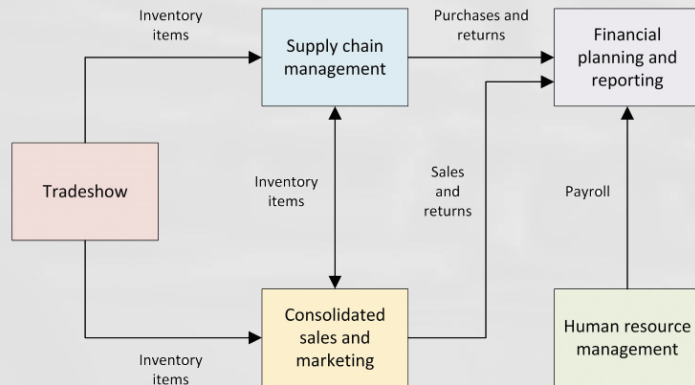 Inventory
items
Purchases and
returns
Supply chain
management
Financial
planning and
reporting
Tradeshow
Inventory
items
Sales
and
returns
Payroll
Consolidated
sales and
marketing
Human resource
management
Inventory
items